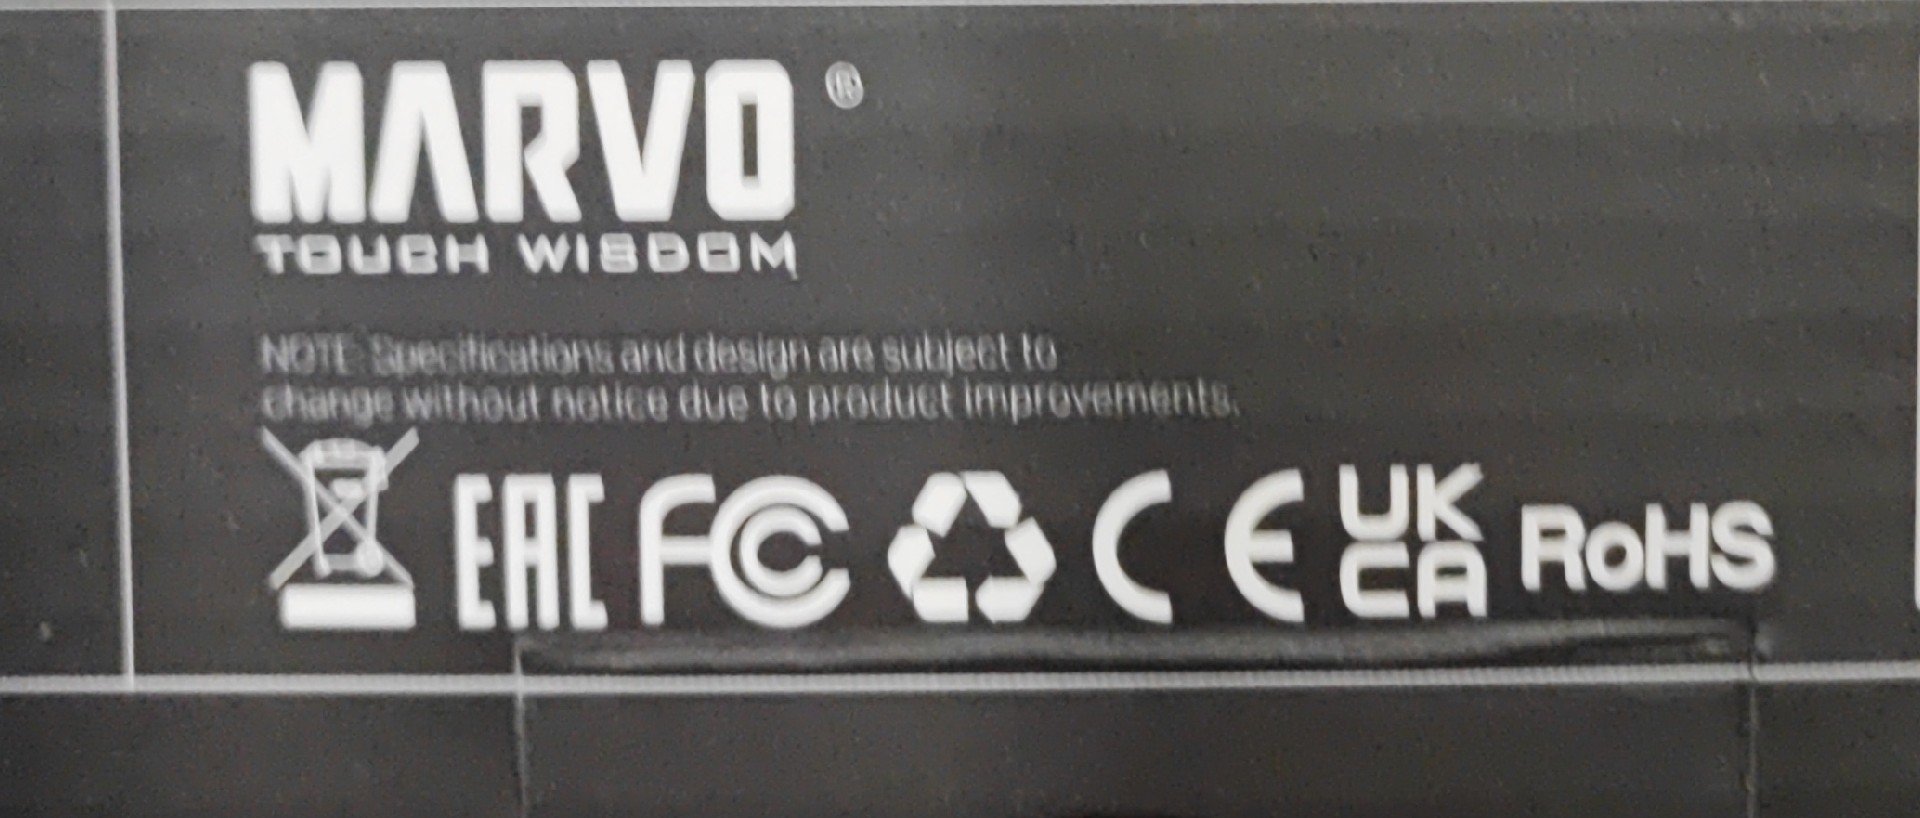 MARVO ®
TOUCH WISDOM
NOTE: Specifications and design are subject to
change without notice due to product improvements.
EAC FC CE UK
CA RoHS